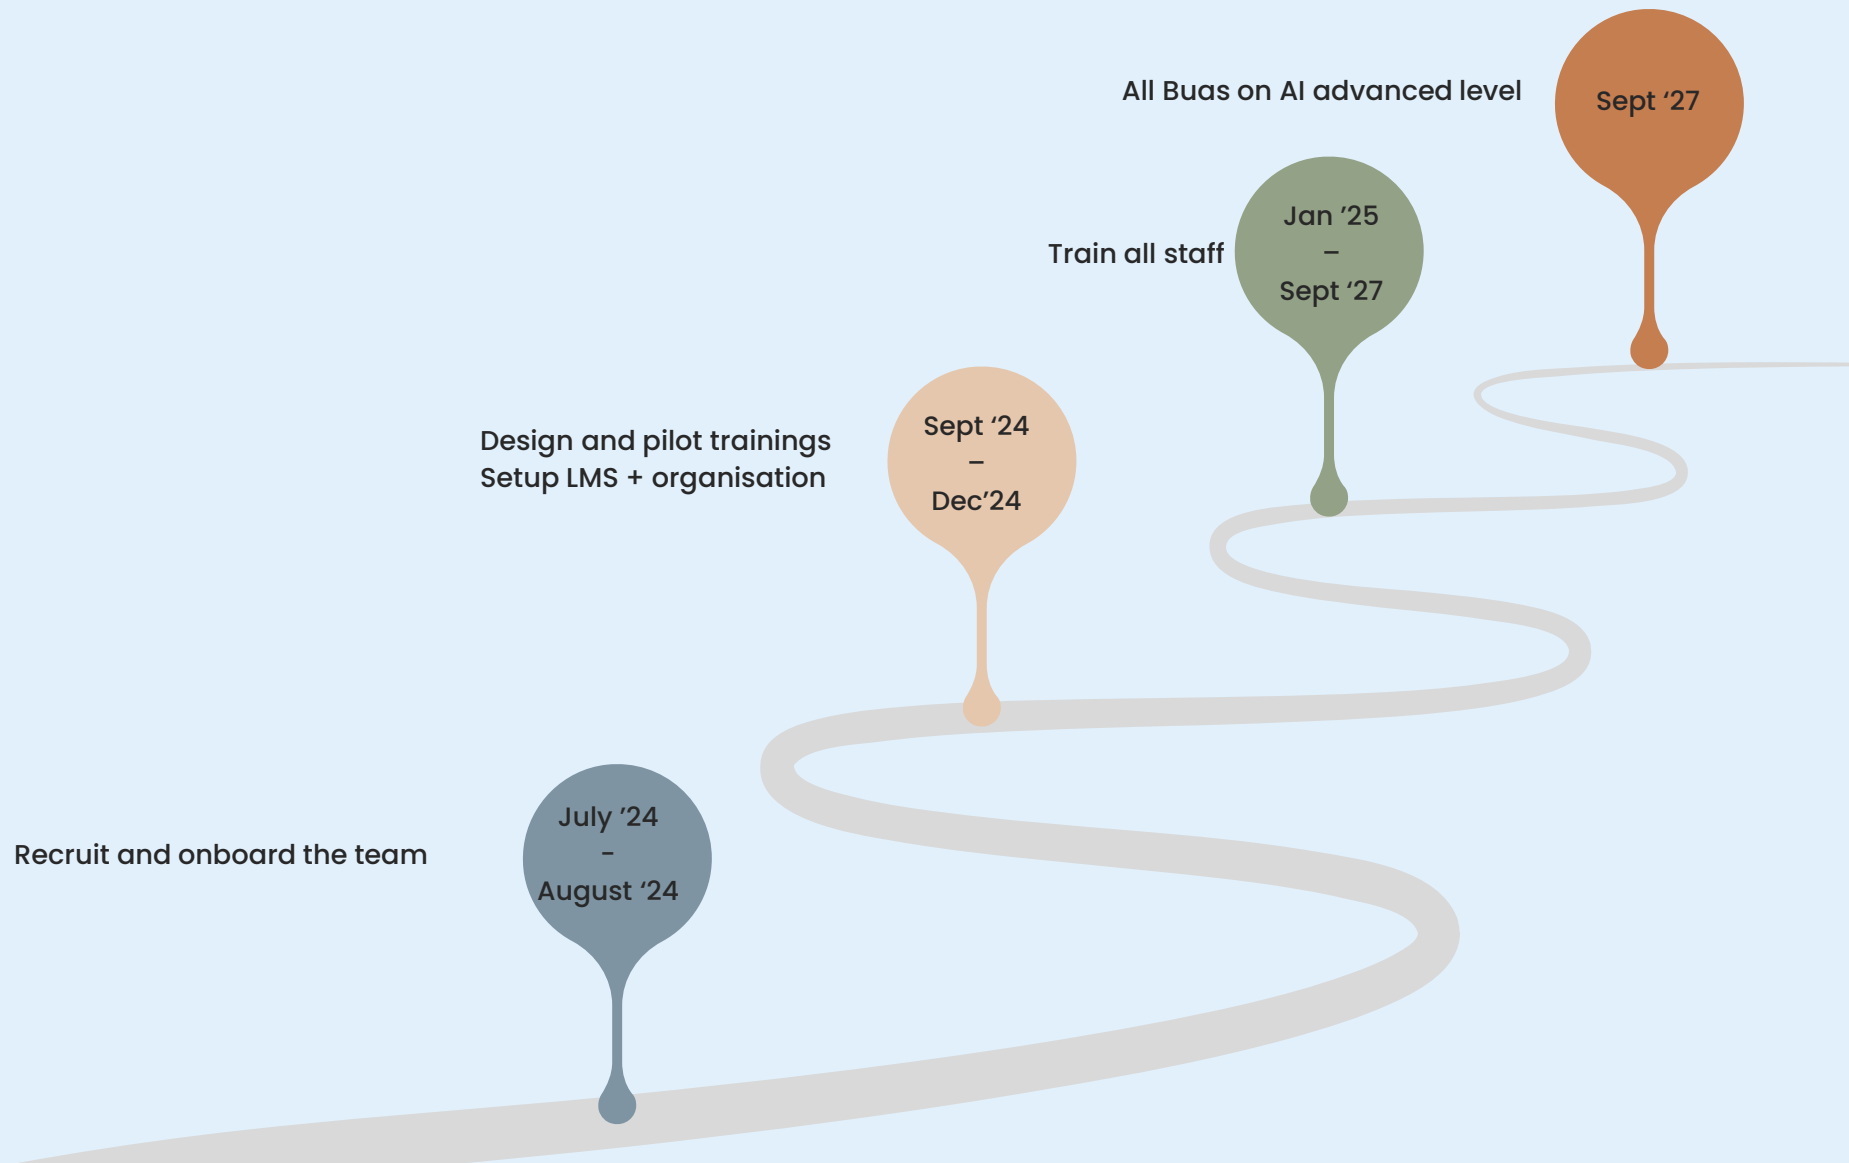 All Buas on AI advanced level
Sept ‘27
Train all staff
Jan ’25
–
Sept ‘27
Design and pilot trainings
Setup LMS + organisation
Sept ‘24
–
Dec’24
Recruit and onboard the team
July ’24
-
August ‘24